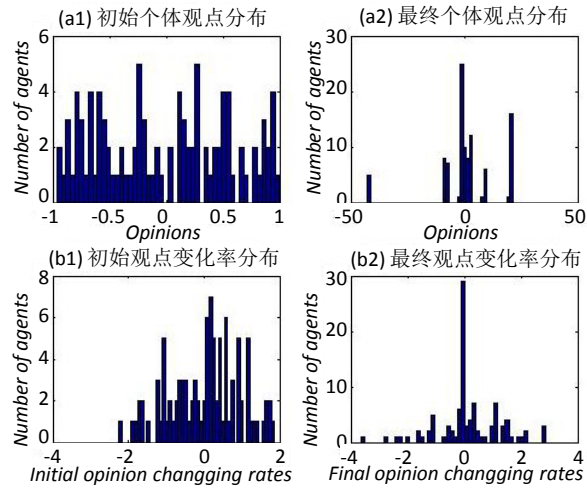 (a1) 初始个体观点分布
Number of agents
6
4
2
0
-1
-0.5
0
0.5
1
Opinions
(a2) 最终个体观点分布
Number of agents
30
20
10
0
-50
0
50
Opinions
(b1) 初始观点变化率分布
Number of agents
8
6
4
2
0
-4
-2
0
2
Initial opinion changging rates
(b2) 最终观点变化率分布
Number of agents
30
20
10
0
-4
-2
0
2
4
Final opinion changging rates